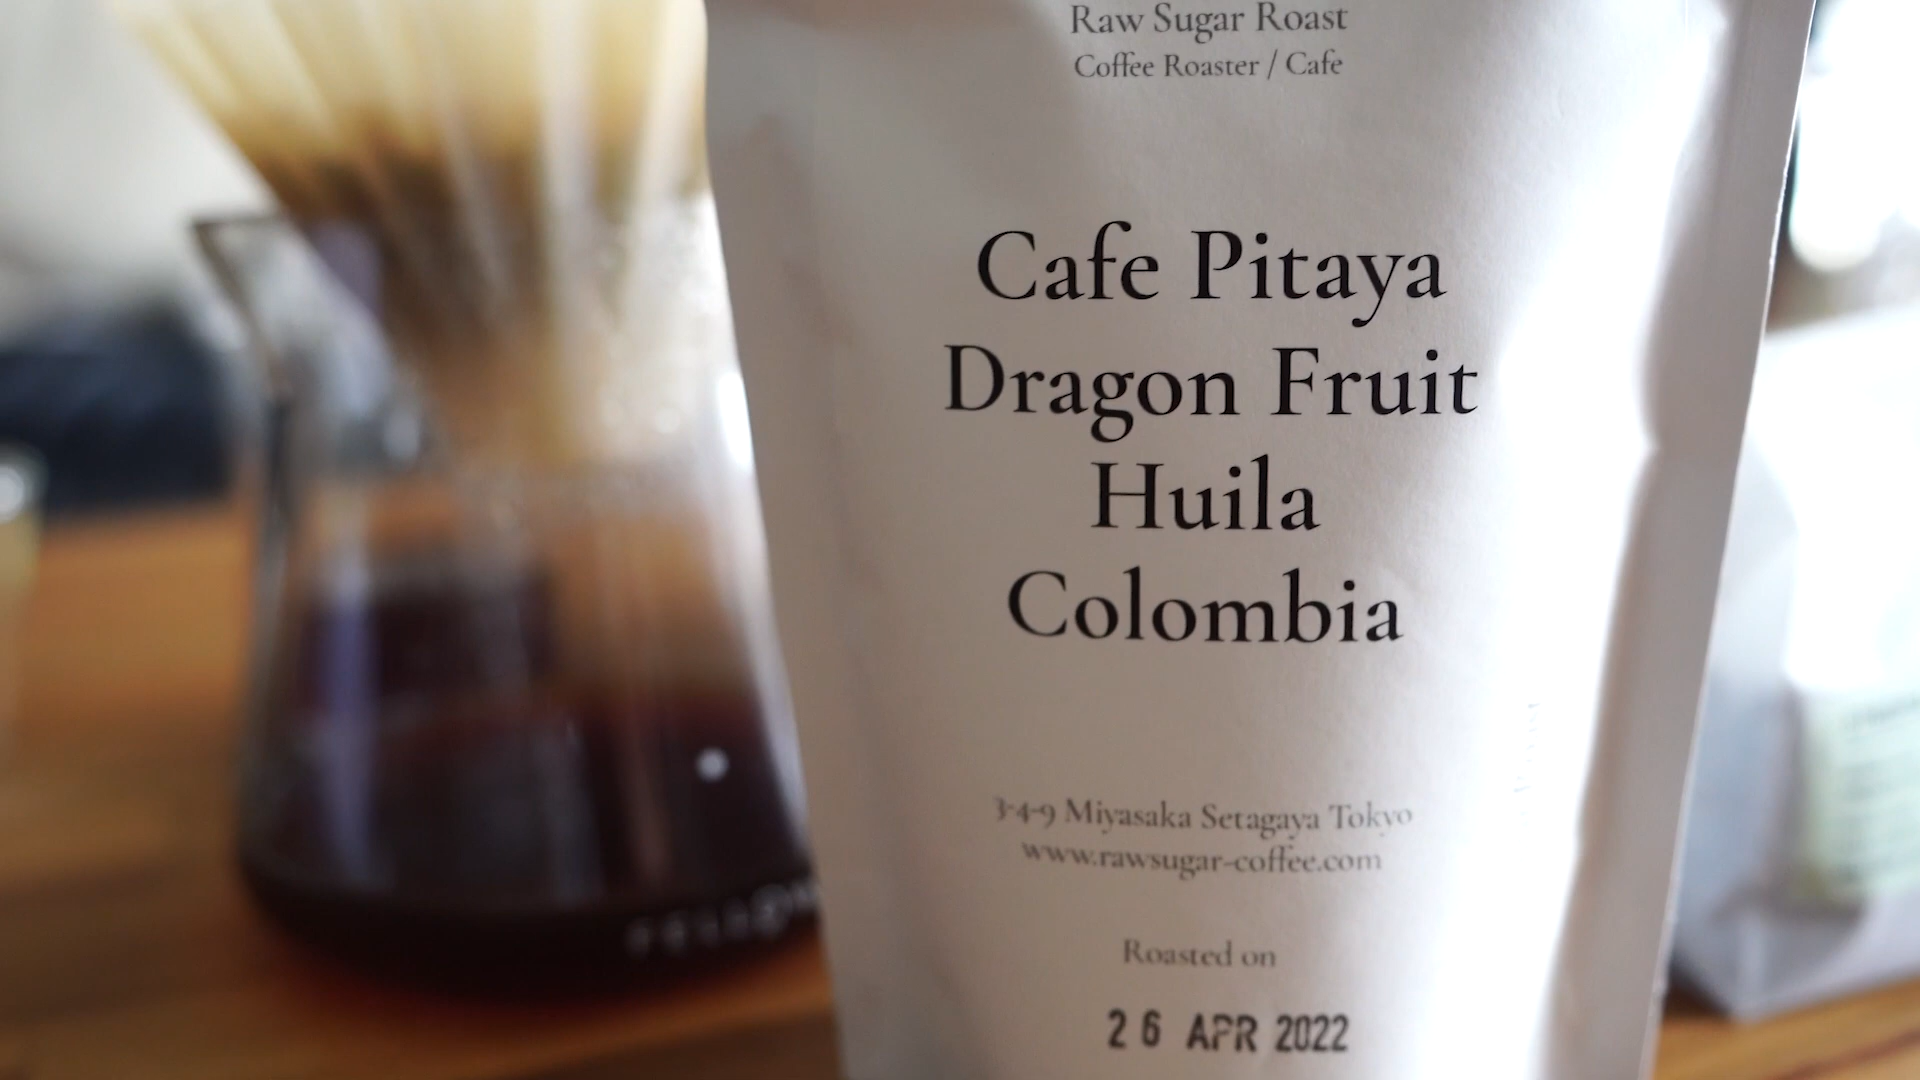 Raw Sugar Roast
Coffee Roaster / Cafe
Cafe Pitaya
Dragon Fruit
Huila
Colombia
3-4-9 Miyasaka Setagaya Tokyo
www.rawsugar-coffee.com
Roasted on
26 APR 2022